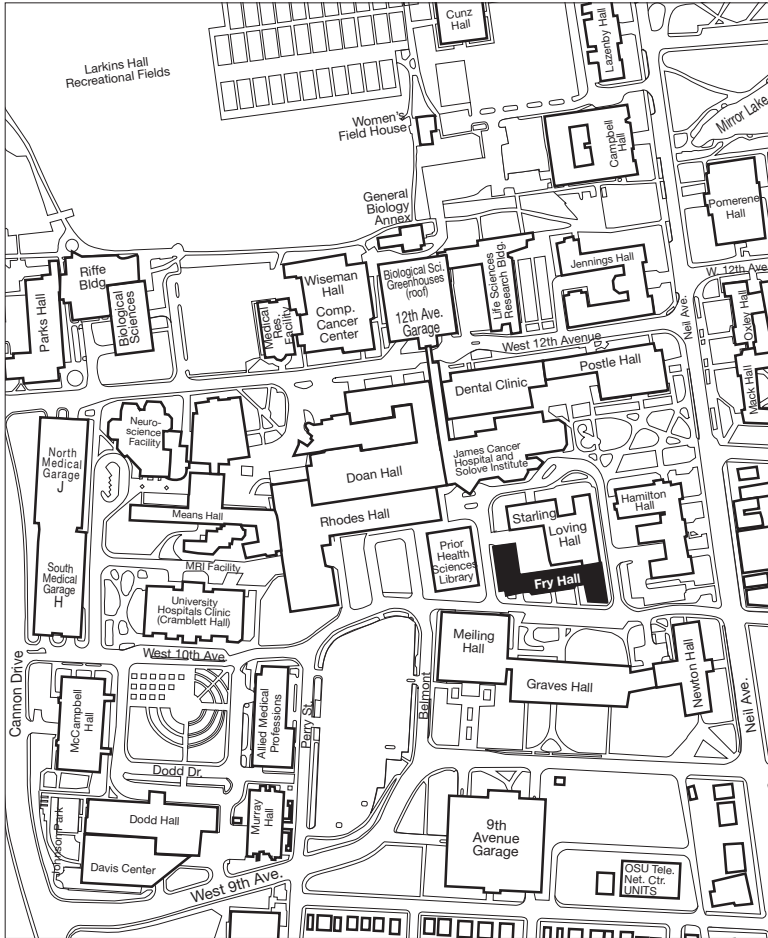 Cunz
Hall
Lazenby Hall
Larkins Hall
Recreational Fields
Mirror Lake
Women's
Field House
Campbell
Hall
Pomerene
Hall
General
Biology
Annex
Jennings Hall
Riffe
Bldg.
Biological
Sciences
Parks Hall
Wiseman
Hall
Comp.
Cancer
Center
Medical
Res.
Facility
Biological Sci.
Greenhouses
(roof)
12th Ave.
Garage
Life Sciences
Research Bldg.
W. 12th Ave
Neil Ave.
Oxley Hall
Mack Hall
West 12th Avenue
Postle Hall
Dental Clinic
Neuro-
science
Facility
North
Medical
Garage
J
South
Medical
Garage
H
James Cancer
Hospital and
Solove Institute
Doan Hall
Rhodes Hall
Means Hall
MRI Facility
Hamilton
Hall
Starling
Loving
Hall
Fry Hall
Prior
Health
Sciences
Library
University
Hospitals Clinic
(Cramblett Hall)
West 10th Ave
Meiling
Hall
Graves Hall
Newton Hall
Neil Ave.
Belmont
Perry St.
Cannon Drive
McCampbell
Hall
Allied Medical
Professions
Dodd Dr.
Johnson Park
Dodd Hall
Davis Center
Murray
Hall
West 9th Ave.
9th
Avenue
Garage
OSU Tele.
Net. Ctr.
UNITS